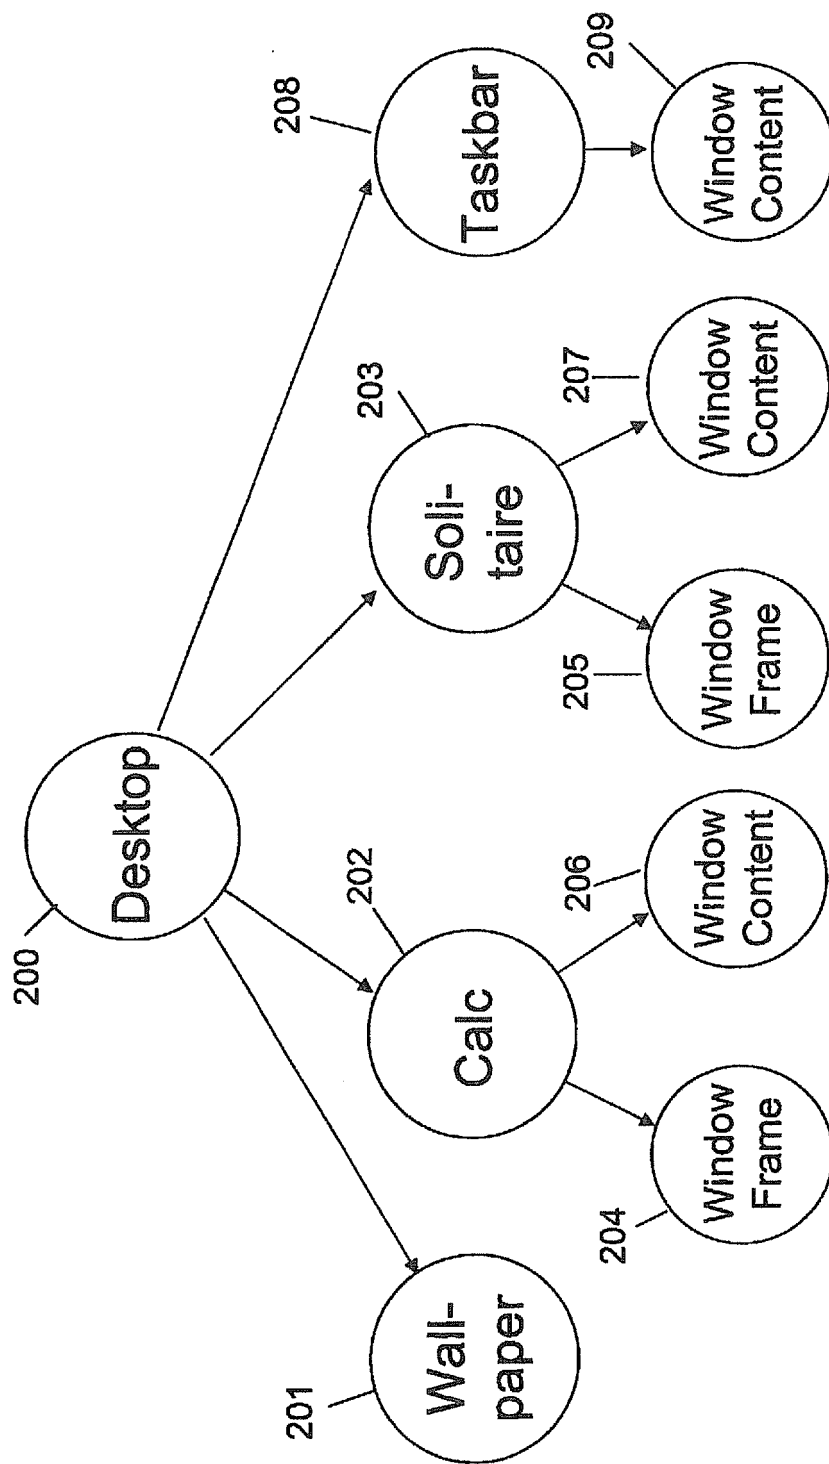 200
Desktop
201
Wall-
paper
202
Calc
203
Soli-
taire
208
Taskbar
204
Window
Frame
206
Window
Content
205
Window
Frame
207
Window
Content
209
Window
Content